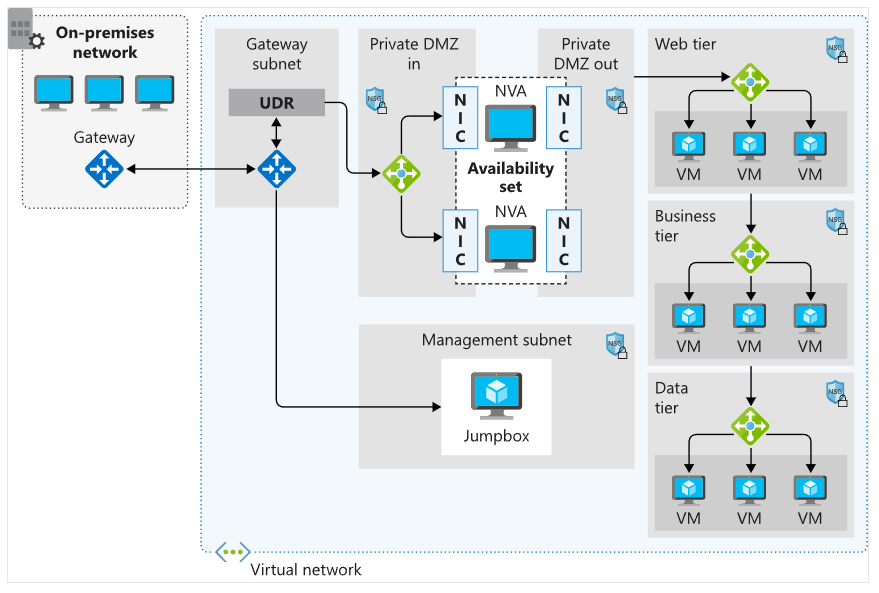 On-premises
network
Gateway
Gateway
subnet
UDR
Private DMZ
in
NSG
N
I
C
NVA
N
I
C
Availability
set
N
I
C
NVA
N
I
C
Private
DMZ out
NSG
Management subnet
NSG
Jumpbox
Web tier
NSG
VM
VM
VM
Business
tier
NSG
VM
VM
VM
Data
tier
NSG
VM
VM
VM
Virtual network